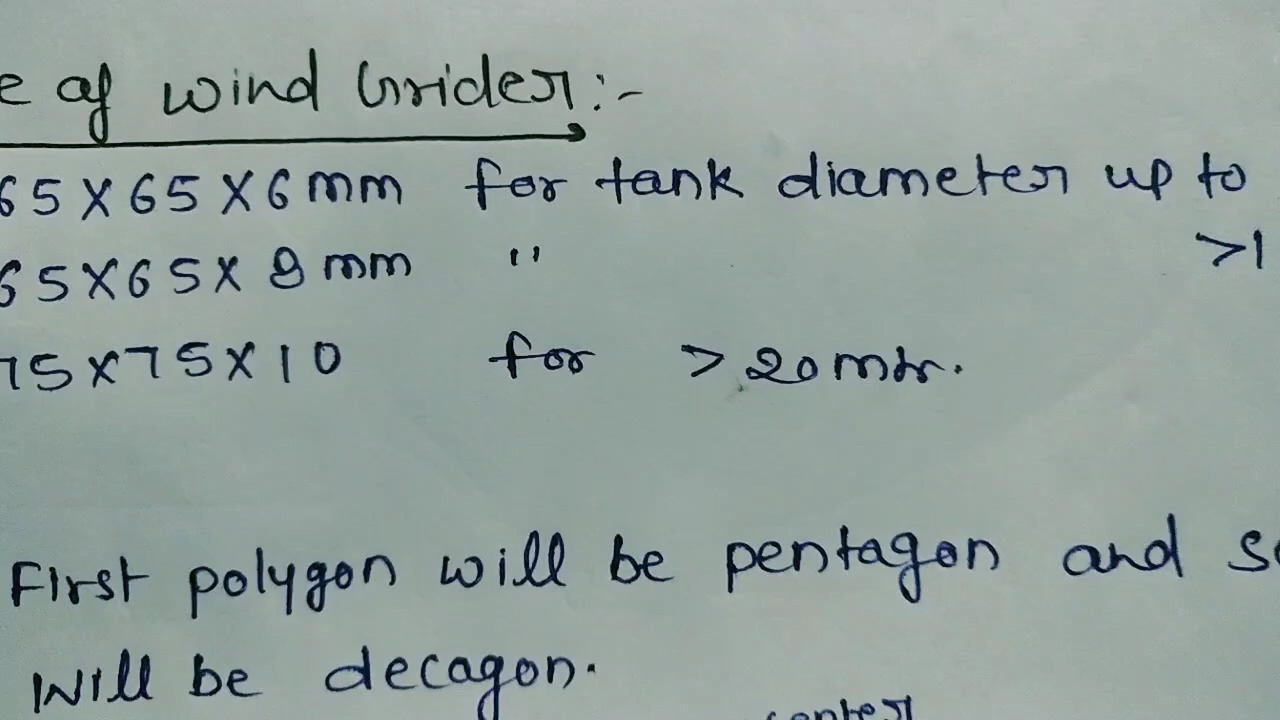 e of wind Grider:-
65X65X6mm for tank diameter up to
65X65X8mm " >1
75X75X10 for >20mtr.
First polygon will be pentagon and s
Will be decagon.
center